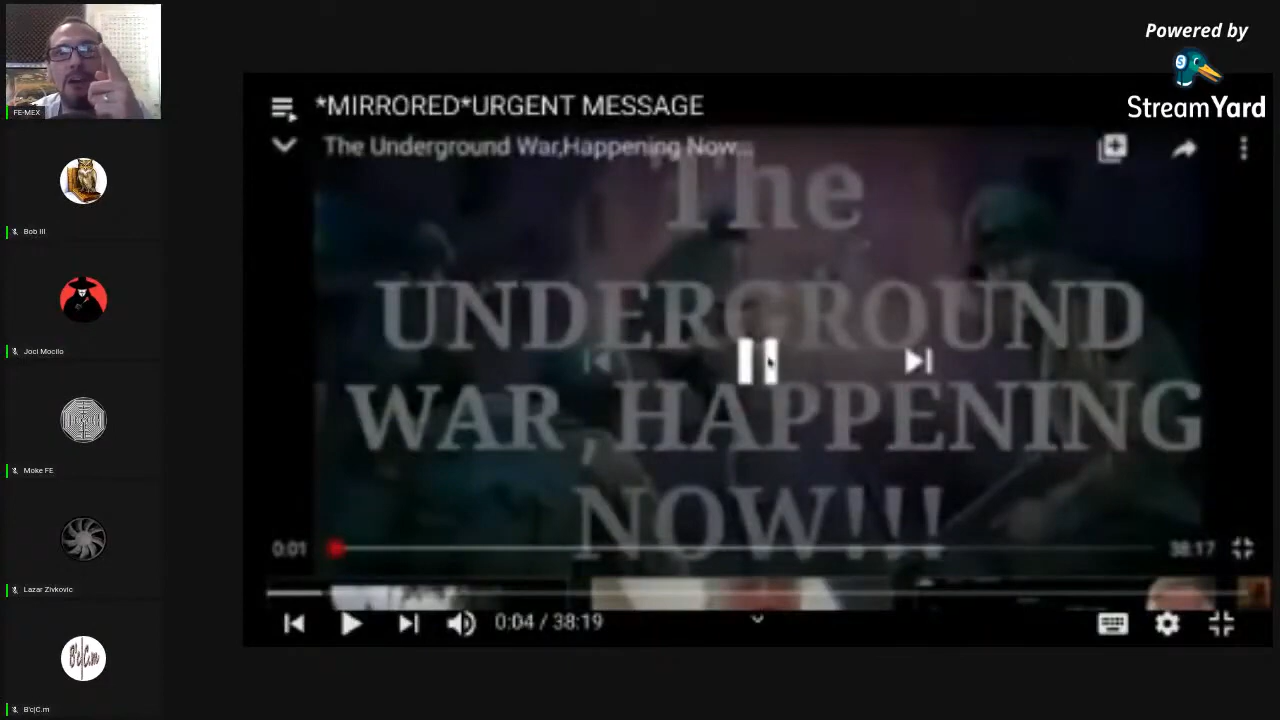 Powered by
StreamYard
FE-MEX
Bob III
Joci Mocilo
Moke FE
Lazar Zivkovic
B'c|C.m
B'c|C.m
*MIRRORED*URGENT MESSAGE
The Underground War,Happening Now...
The
UNDERGROUND
WAR,HAPPENING
NOW!!!
0:01
38:17
0:04 / 38:19